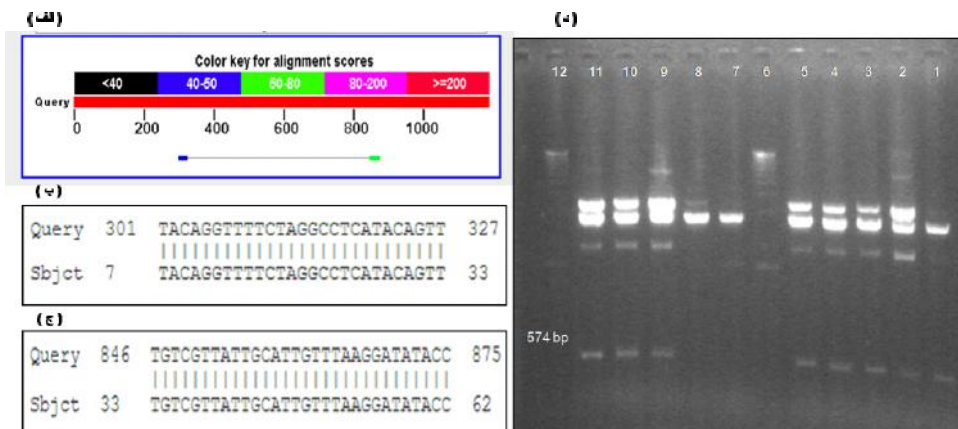 (الف)
Color key for alignment scores
<40 40-50 50-80 80-200 >=200
Query
0 200 400 600 800 1000
(ب)
Query 301 TACAGGTTTTCTAGGCCTCATACAGTT 327
Sbjct 7 TACAGGTTTTCTAGGCCTCATACAGTT 33
(ج)
Query 846 TGTCGTTATTGCATTGTTTAAGGATATACC 875
Sbjct 33 TGTCGTTATTGCATTGTTTAAGGATATACC 62
(د)
12 11 10 9 8 7 6 5 4 3 2 1
574 bp